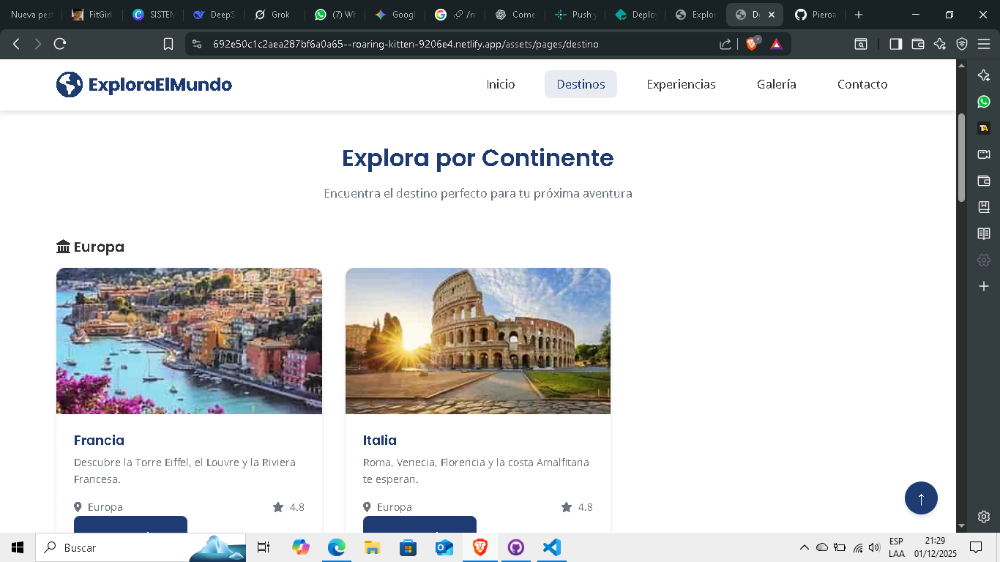 Nueva pest
FitGirl
SISTEM
DeepS
Grok
(7) Wh
Googl
/m
Come
Push y
Deploy
Explor
De
Pieroa
692e50c1c2aea287bf6a0a65--roaring-kitten-9206e4.netlify.app/assets/pages/destino
ExploraElMundo
Inicio
Destinos
Experiencias
Galería
Contacto
Explora por Continente
Encuentra el destino perfecto para tu próxima aventura
Europa
Francia
Descubre la Torre Eiffel, el Louvre y la Riviera
Francesa.
Europa
4.8
Italia
Roma, Venecia, Florencia y la costa Amalfitana
te esperan.
Europa
4.8
↑
TA
Buscar
ESP
LAA
21:29
01/12/2025